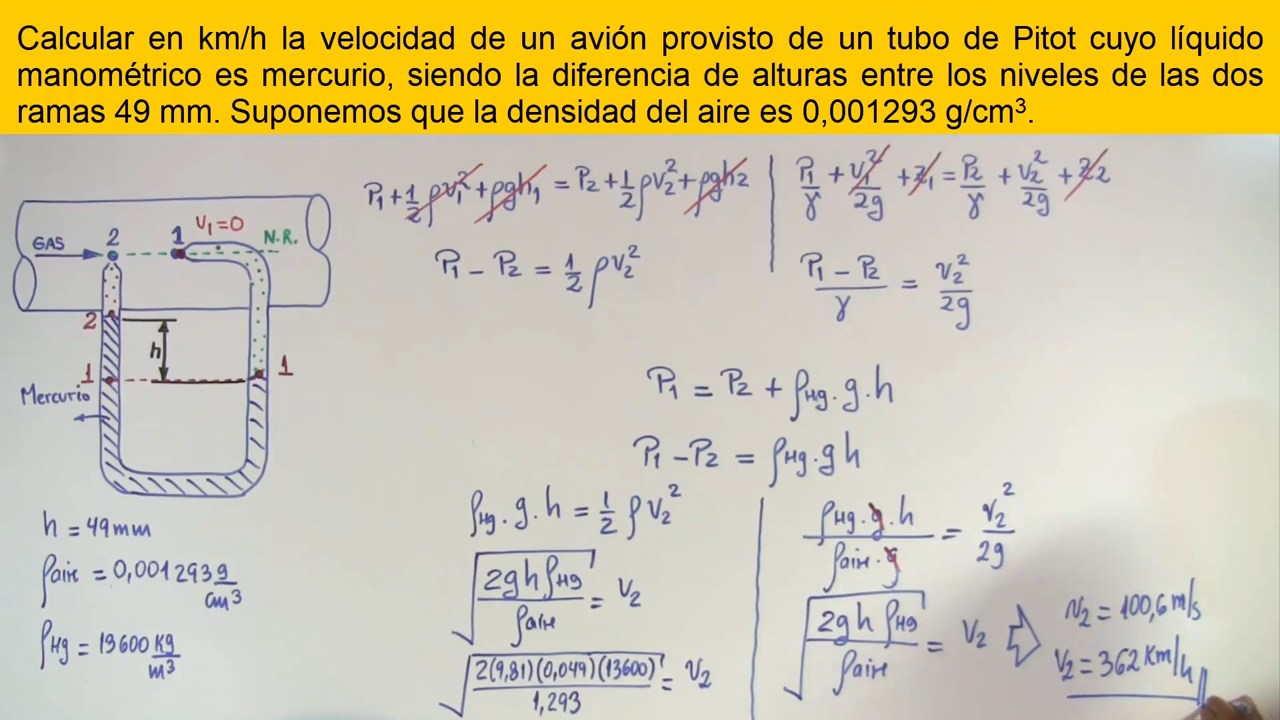 Calcular en km/h la velocidad de un avión provisto de un tubo de Pitot cuyo líquido
manométrico es mercurio, siendo la diferencia de alturas entre los niveles de las dos
ramas 49 mm. Suponemos que la densidad del aire es 0,001293 g/cm³.
GAS
2
1
V₁=0
N.R.
2
h
1
1
Mercurio
h = 49mm
ρaire = 0,001293 g/cm³
ρHg = 13600 kg/m³
P₁ + 1/2 ρv₁² + ρgh₁ = P₂ + 1/2 ρv₂² + ρgh₂
P₁ - P₂ = 1/2 ρv₂²
P₁/γ + v₁²/2g + z₁ = P₂/γ + v₂²/2g + z₂
(P₁ - P₂)/γ = v₂²/2g
P₁ = P₂ + ρHg . g . h
P₁ - P₂ = ρHg . g h
ρHg . g . h = 1/2 ρ v₂²
√(2gh ρHg / ρaire) = v₂
√(2(9,81)(0,049)(13600) / 1,293) = v₂
ρHg . g . h / ρaire . g = v₂²/2g
√(2gh ρHg / ρaire) = v₂
v₂ = 100,6 m/s
v₂ = 362 Km/h